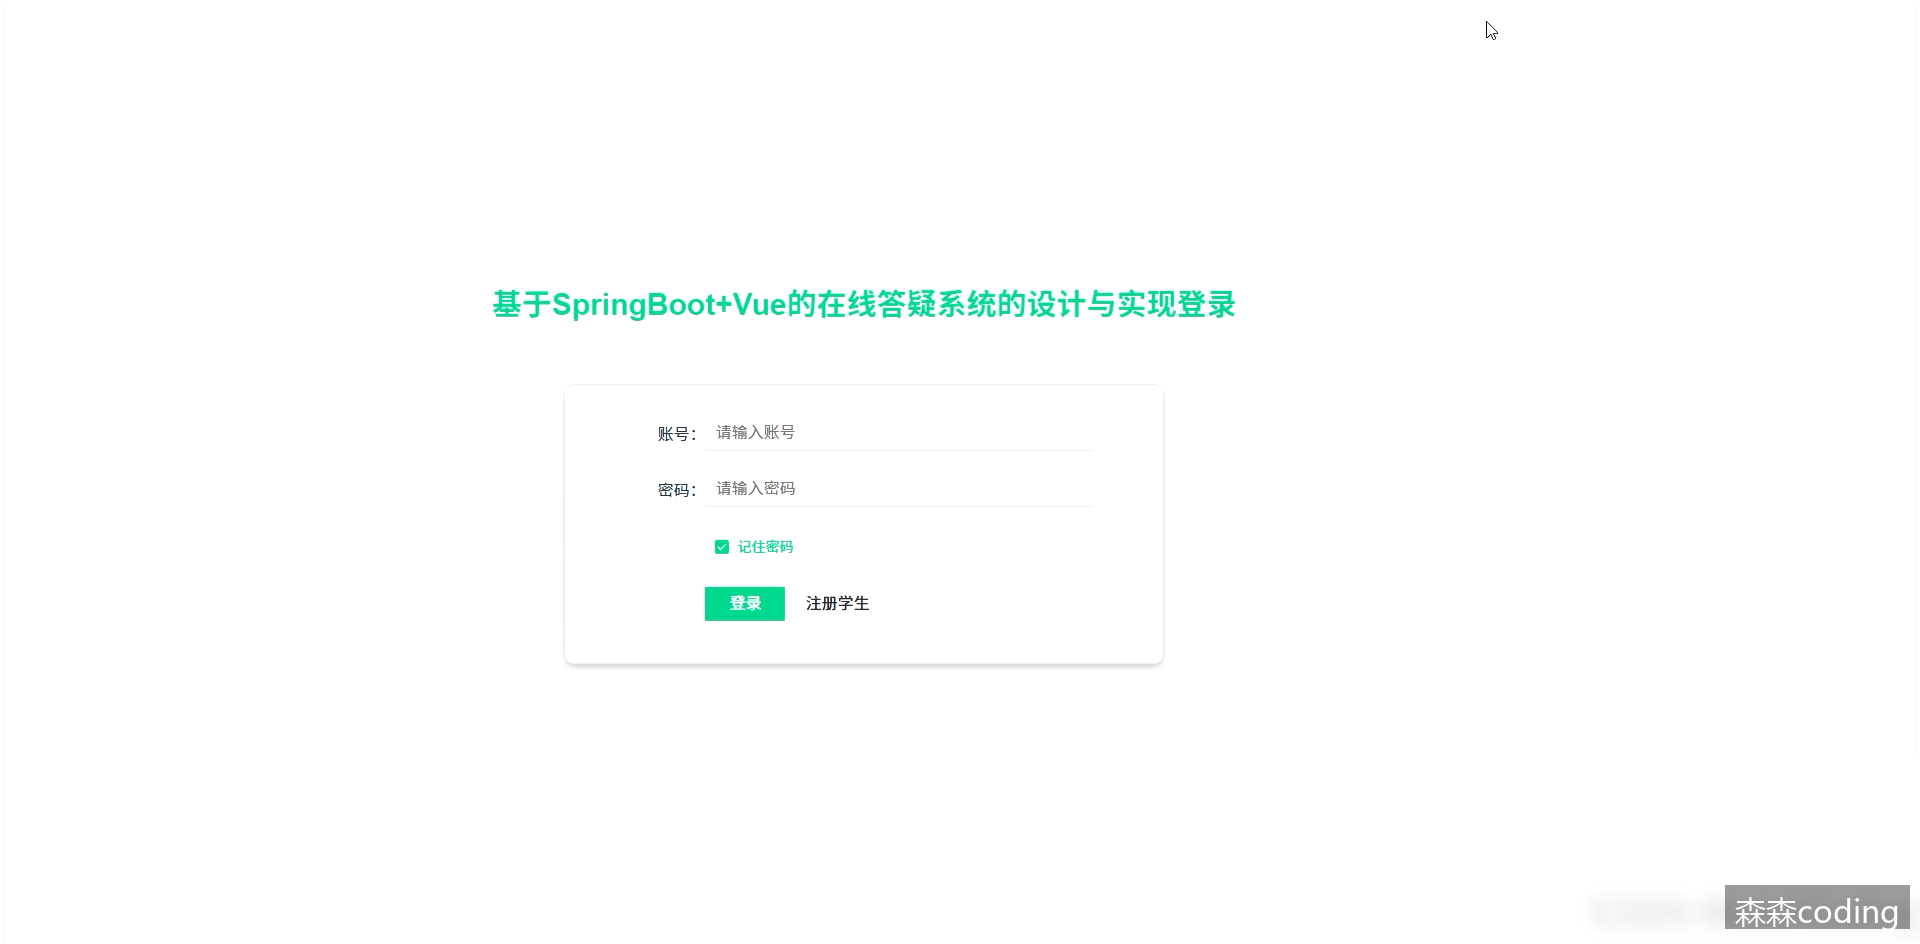 基于SpringBoot+Vue的在线答疑系统的设计与实现登录
账号：
请输入账号
密码：
请输入密码
记住密码
登录
注册学生
森森coding